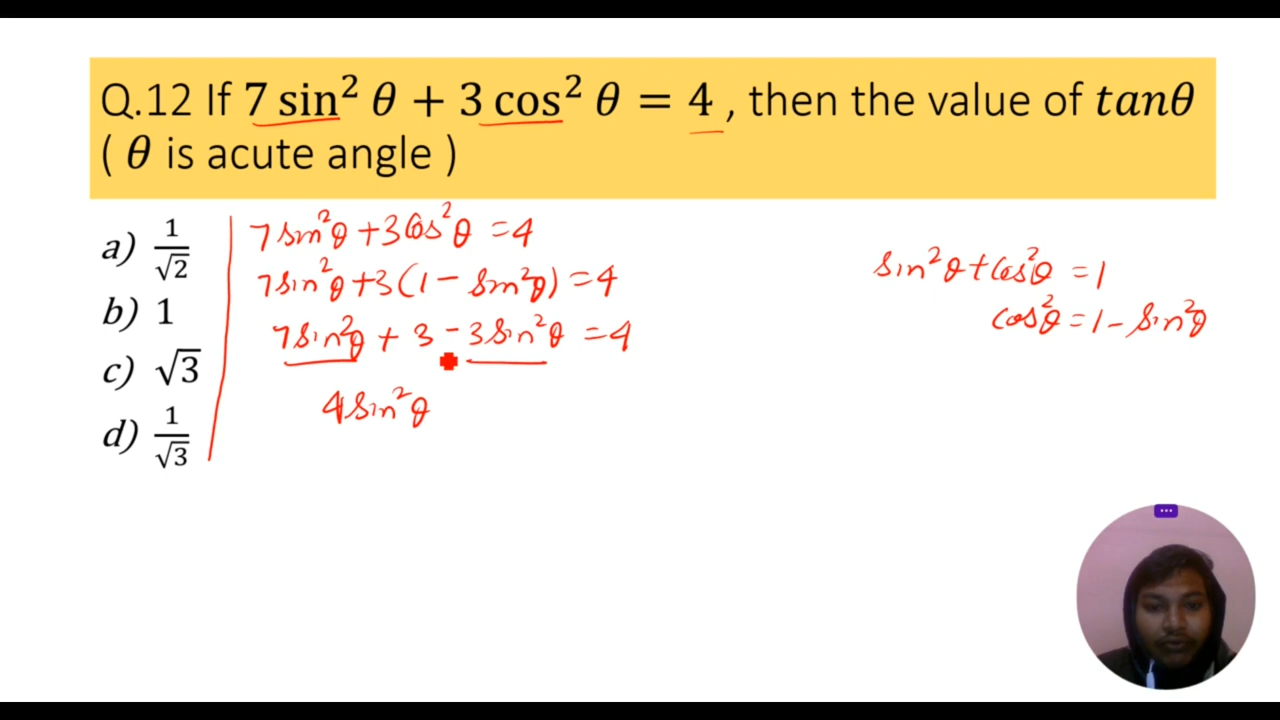 Q.12 If 7 sin² θ + 3 cos² θ = 4 , then the value of tanθ
( θ is acute angle )
a) 1/√2
b) 1
c) √3
d) 1/√3
7sin²θ + 3cos²θ = 4
7sin²θ + 3(1 − sin²θ) = 4
7sin²θ + 3 − 3sin²θ = 4
4sin²θ
sin²θ + cos²θ = 1
cos²θ = 1 − sin²θ